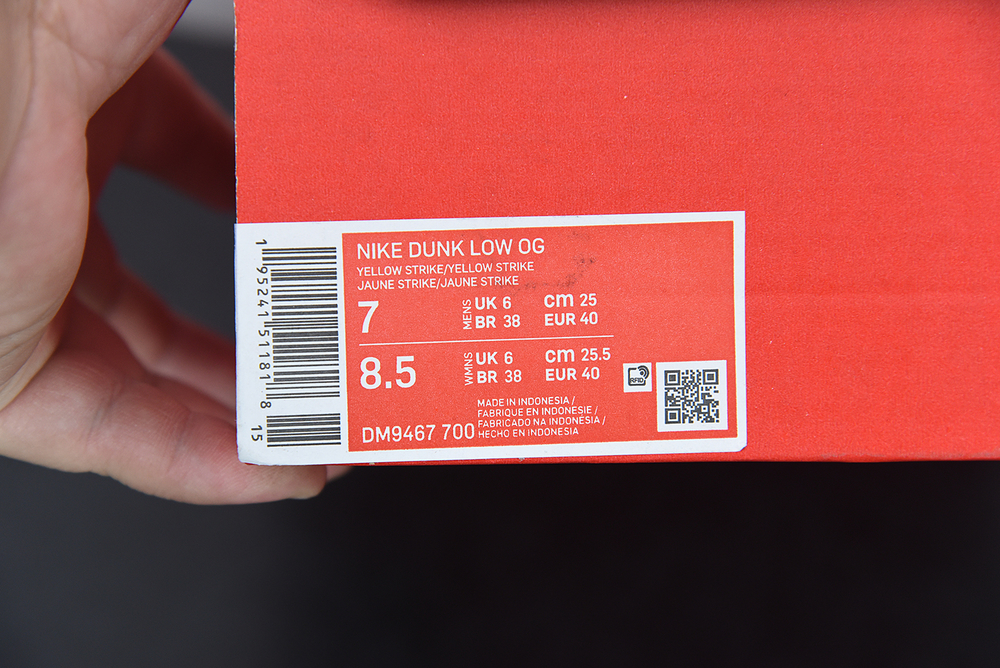 1 95241 51181 8
15
NIKE DUNK LOW OG
YELLOW STRIKE/YELLOW STRIKE
JAUNE STRIKE/JAUNE STRIKE
7
MENS
UK 6 cm 25
BR 38 EUR 40
8.5
WMNS
UK 6 cm 25.5
BR 38 EUR 40
RFID
MADE IN INDONESIA /
FABRIQUE EN INDONESIE /
FABRICADO NA INDONÉSIA /
HECHO EN INDONESIA
DM9467 700